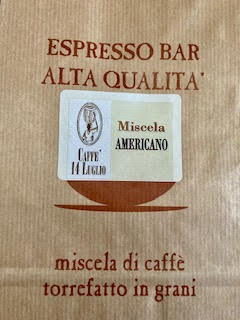 ESPRESSO BAR
ALTA QUALITA'
Miscela
AMERICANO
CAFFE'
14 LUGLIO
miscela di caffè
torrefatto in grani